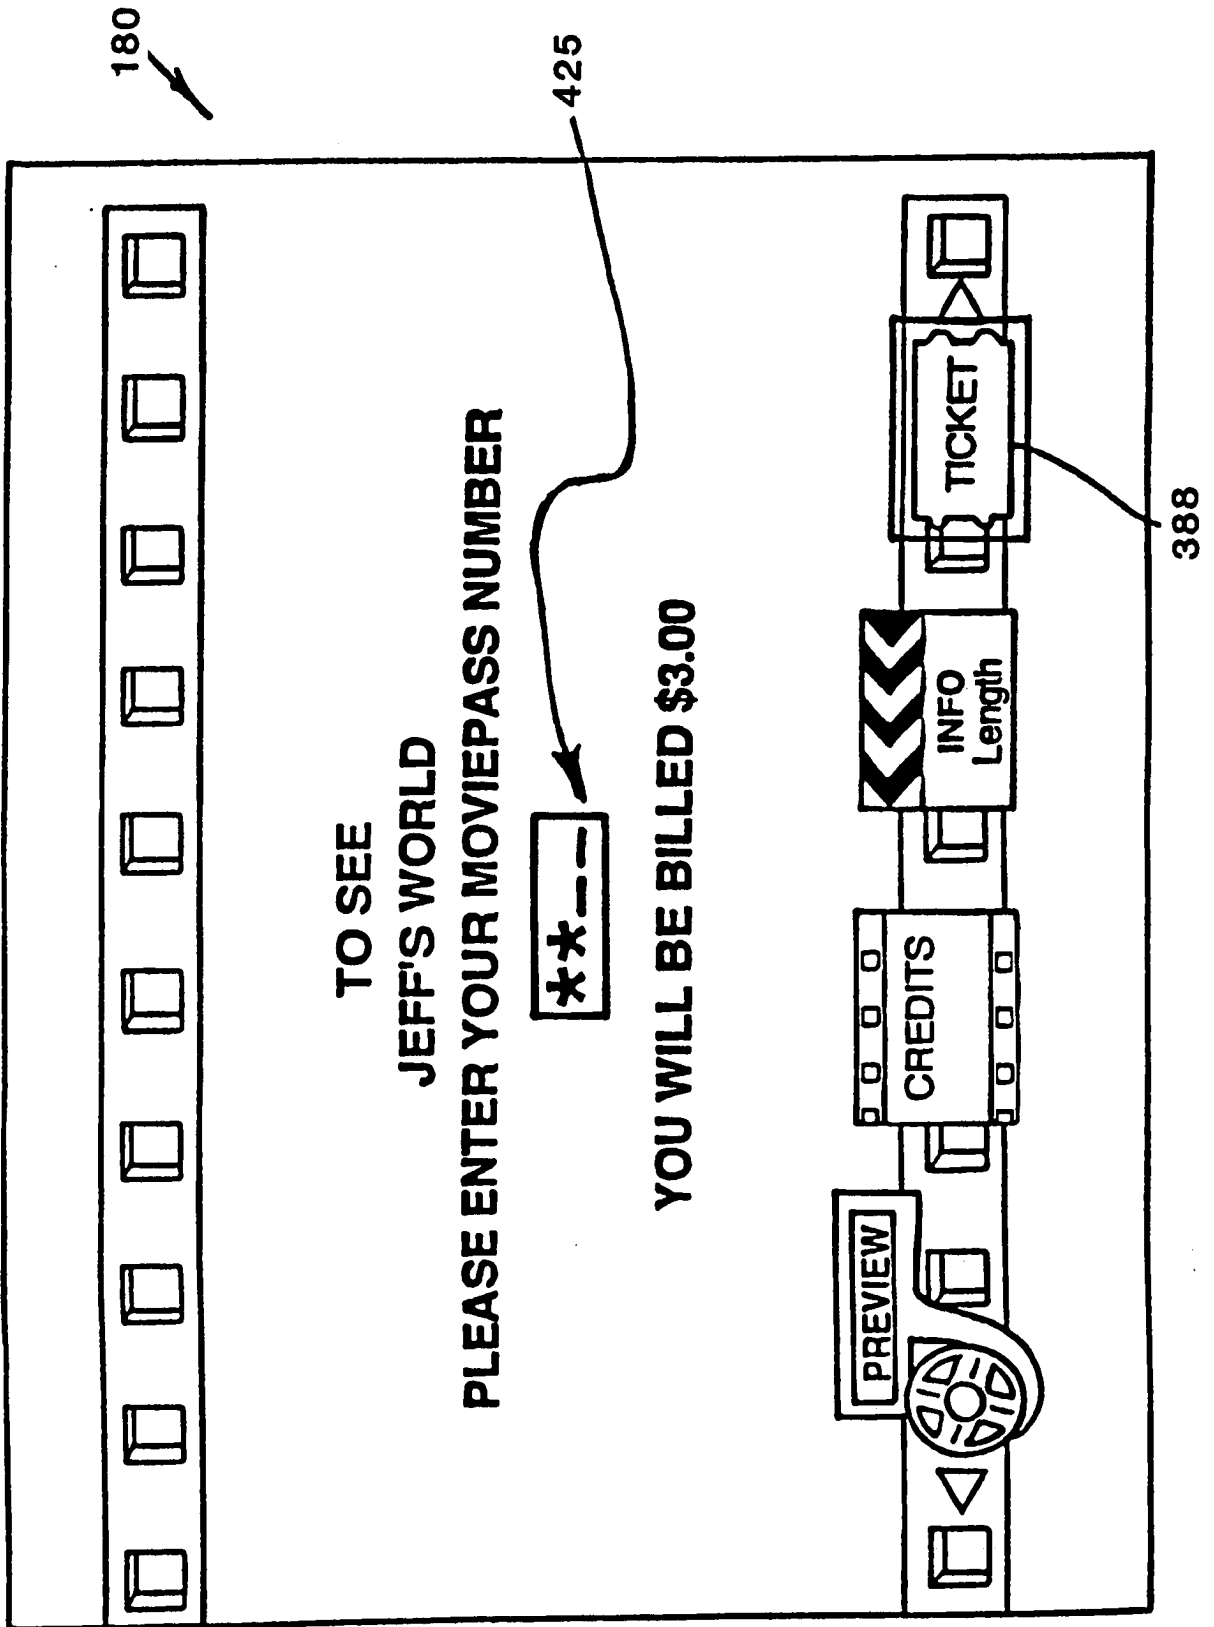 180
425
TO SEE
JEFF'S WORLD
PLEASE ENTER YOUR MOVIEPASS NUMBER
**--
YOU WILL BE BILLED $3.00
PREVIEW
CREDITS
INFO
Length
TICKET
388